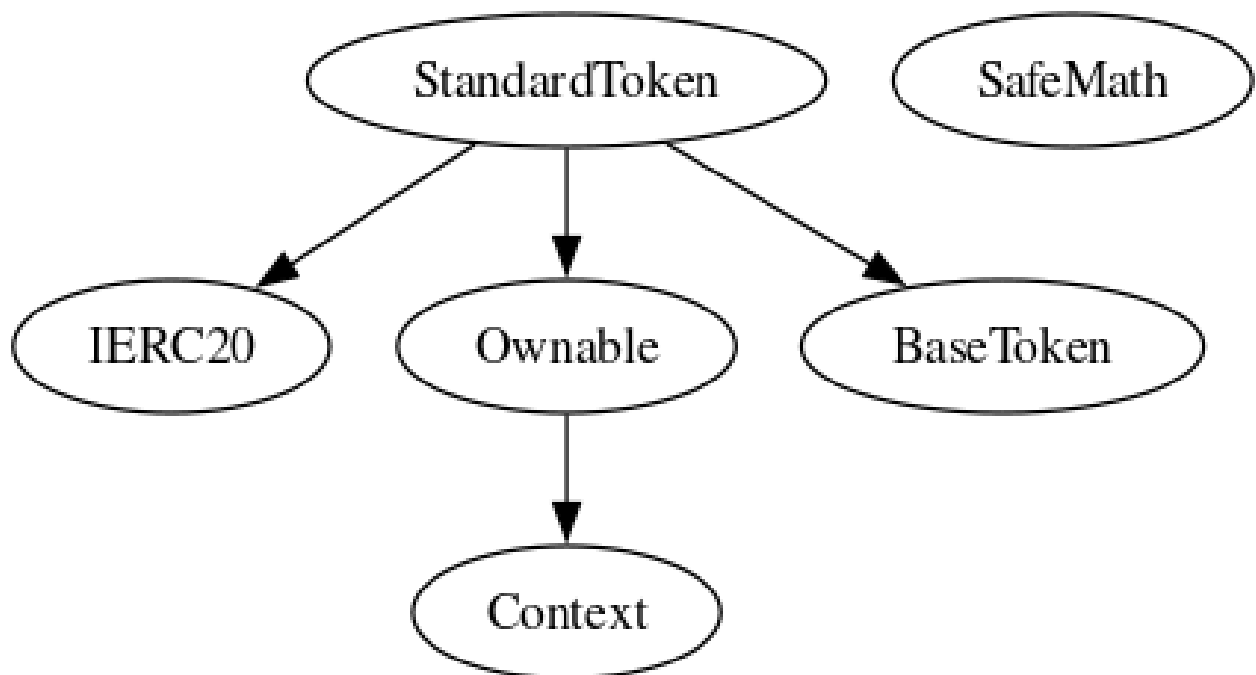 StandardToken
SafeMath
IERC20
Ownable
BaseToken
Context